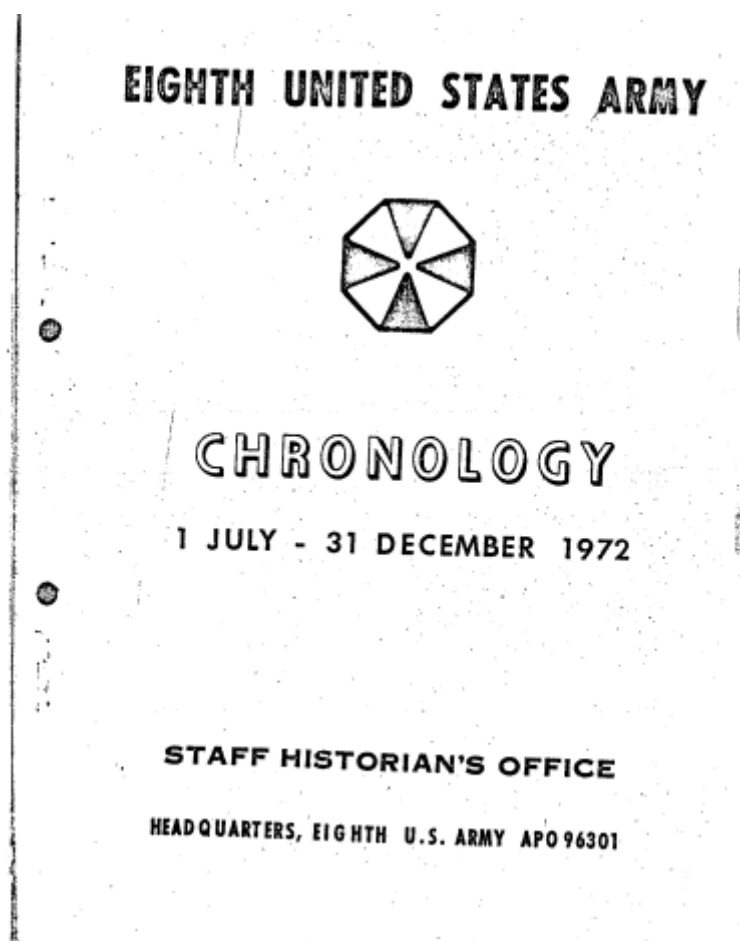 EIGHTH UNITED STATES ARMY
CHRONOLOGY
1 JULY - 31 DECEMBER 1972
STAFF HISTORIAN'S OFFICE
HEADQUARTERS, EIGHTH U.S. ARMY APO 96301